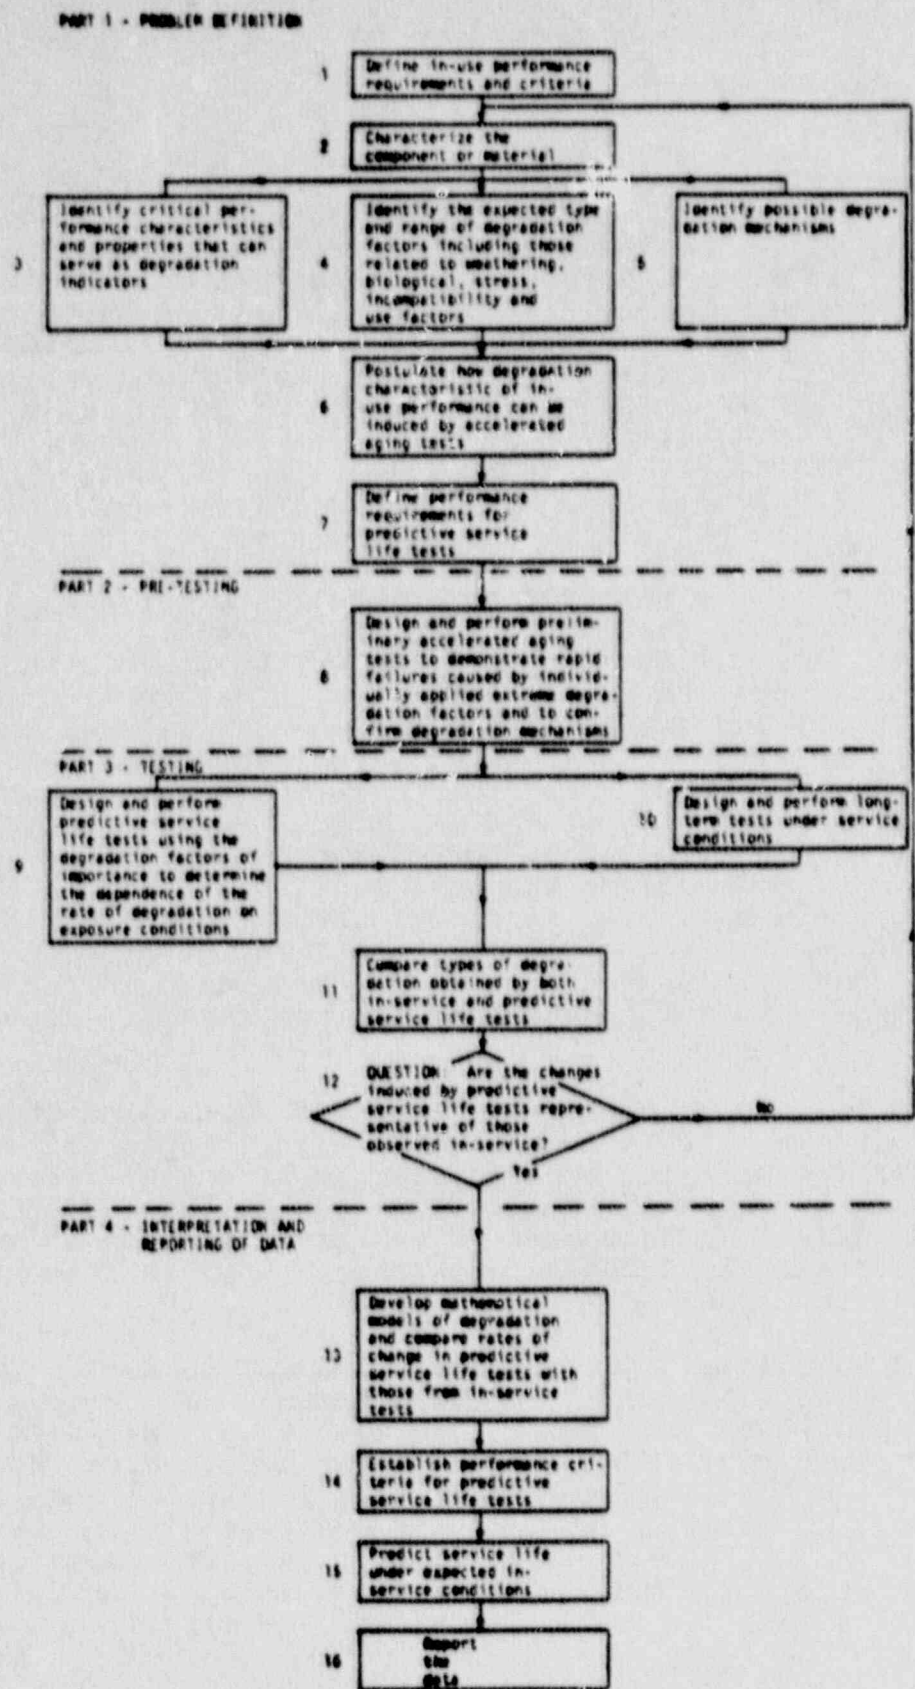 PART 1 - PROBLEM DEFINITION
1
Define in-use performance
requirements and criteria
2
Characterize the
component or material
3
Identify critical per-
formance characteristics
and properties that can
serve as degradation
indicators
4
Identify the expected type
and range of degradation
factors including those
related to weathering,
biological, stress,
incompatibility and
use factors
5
Identify possible degra-
dation mechanisms
6
Postulate how degradation
characteristic of in-
use performance can be
induced by accelerated
aging tests
7
Define performance
requirements for
predictive service
life tests
PART 2 - PRE-TESTING
8
Design and perform prelim-
inary accelerated aging
tests to demonstrate rapid
failures caused by individ-
ually applied extreme degra-
dation factors and to con-
firm degradation mechanisms
PART 3 - TESTING
9
Design and perform
predictive service
life tests using the
degradation factors of
importance to determine
the dependence of the
rate of degradation on
exposure conditions
10
Design and perform long-
term tests under service
conditions
11
Compare types of degra-
dation obtained by both
in-service and predictive
service life tests
12
QUESTION: Are the changes
induced by predictive
service life tests repre-
sentative of those
observed in-service?
No
Yes
PART 4 - INTERPRETATION AND
REPORTING OF DATA
13
Develop mathematical
models of degradation
and compare rates of
change in predictive
service life tests with
those from in-service
tests
14
Establish performance cri-
teria for predictive
service life tests
15
Predict service life
under expected in-
service conditions
16
Report
the
data